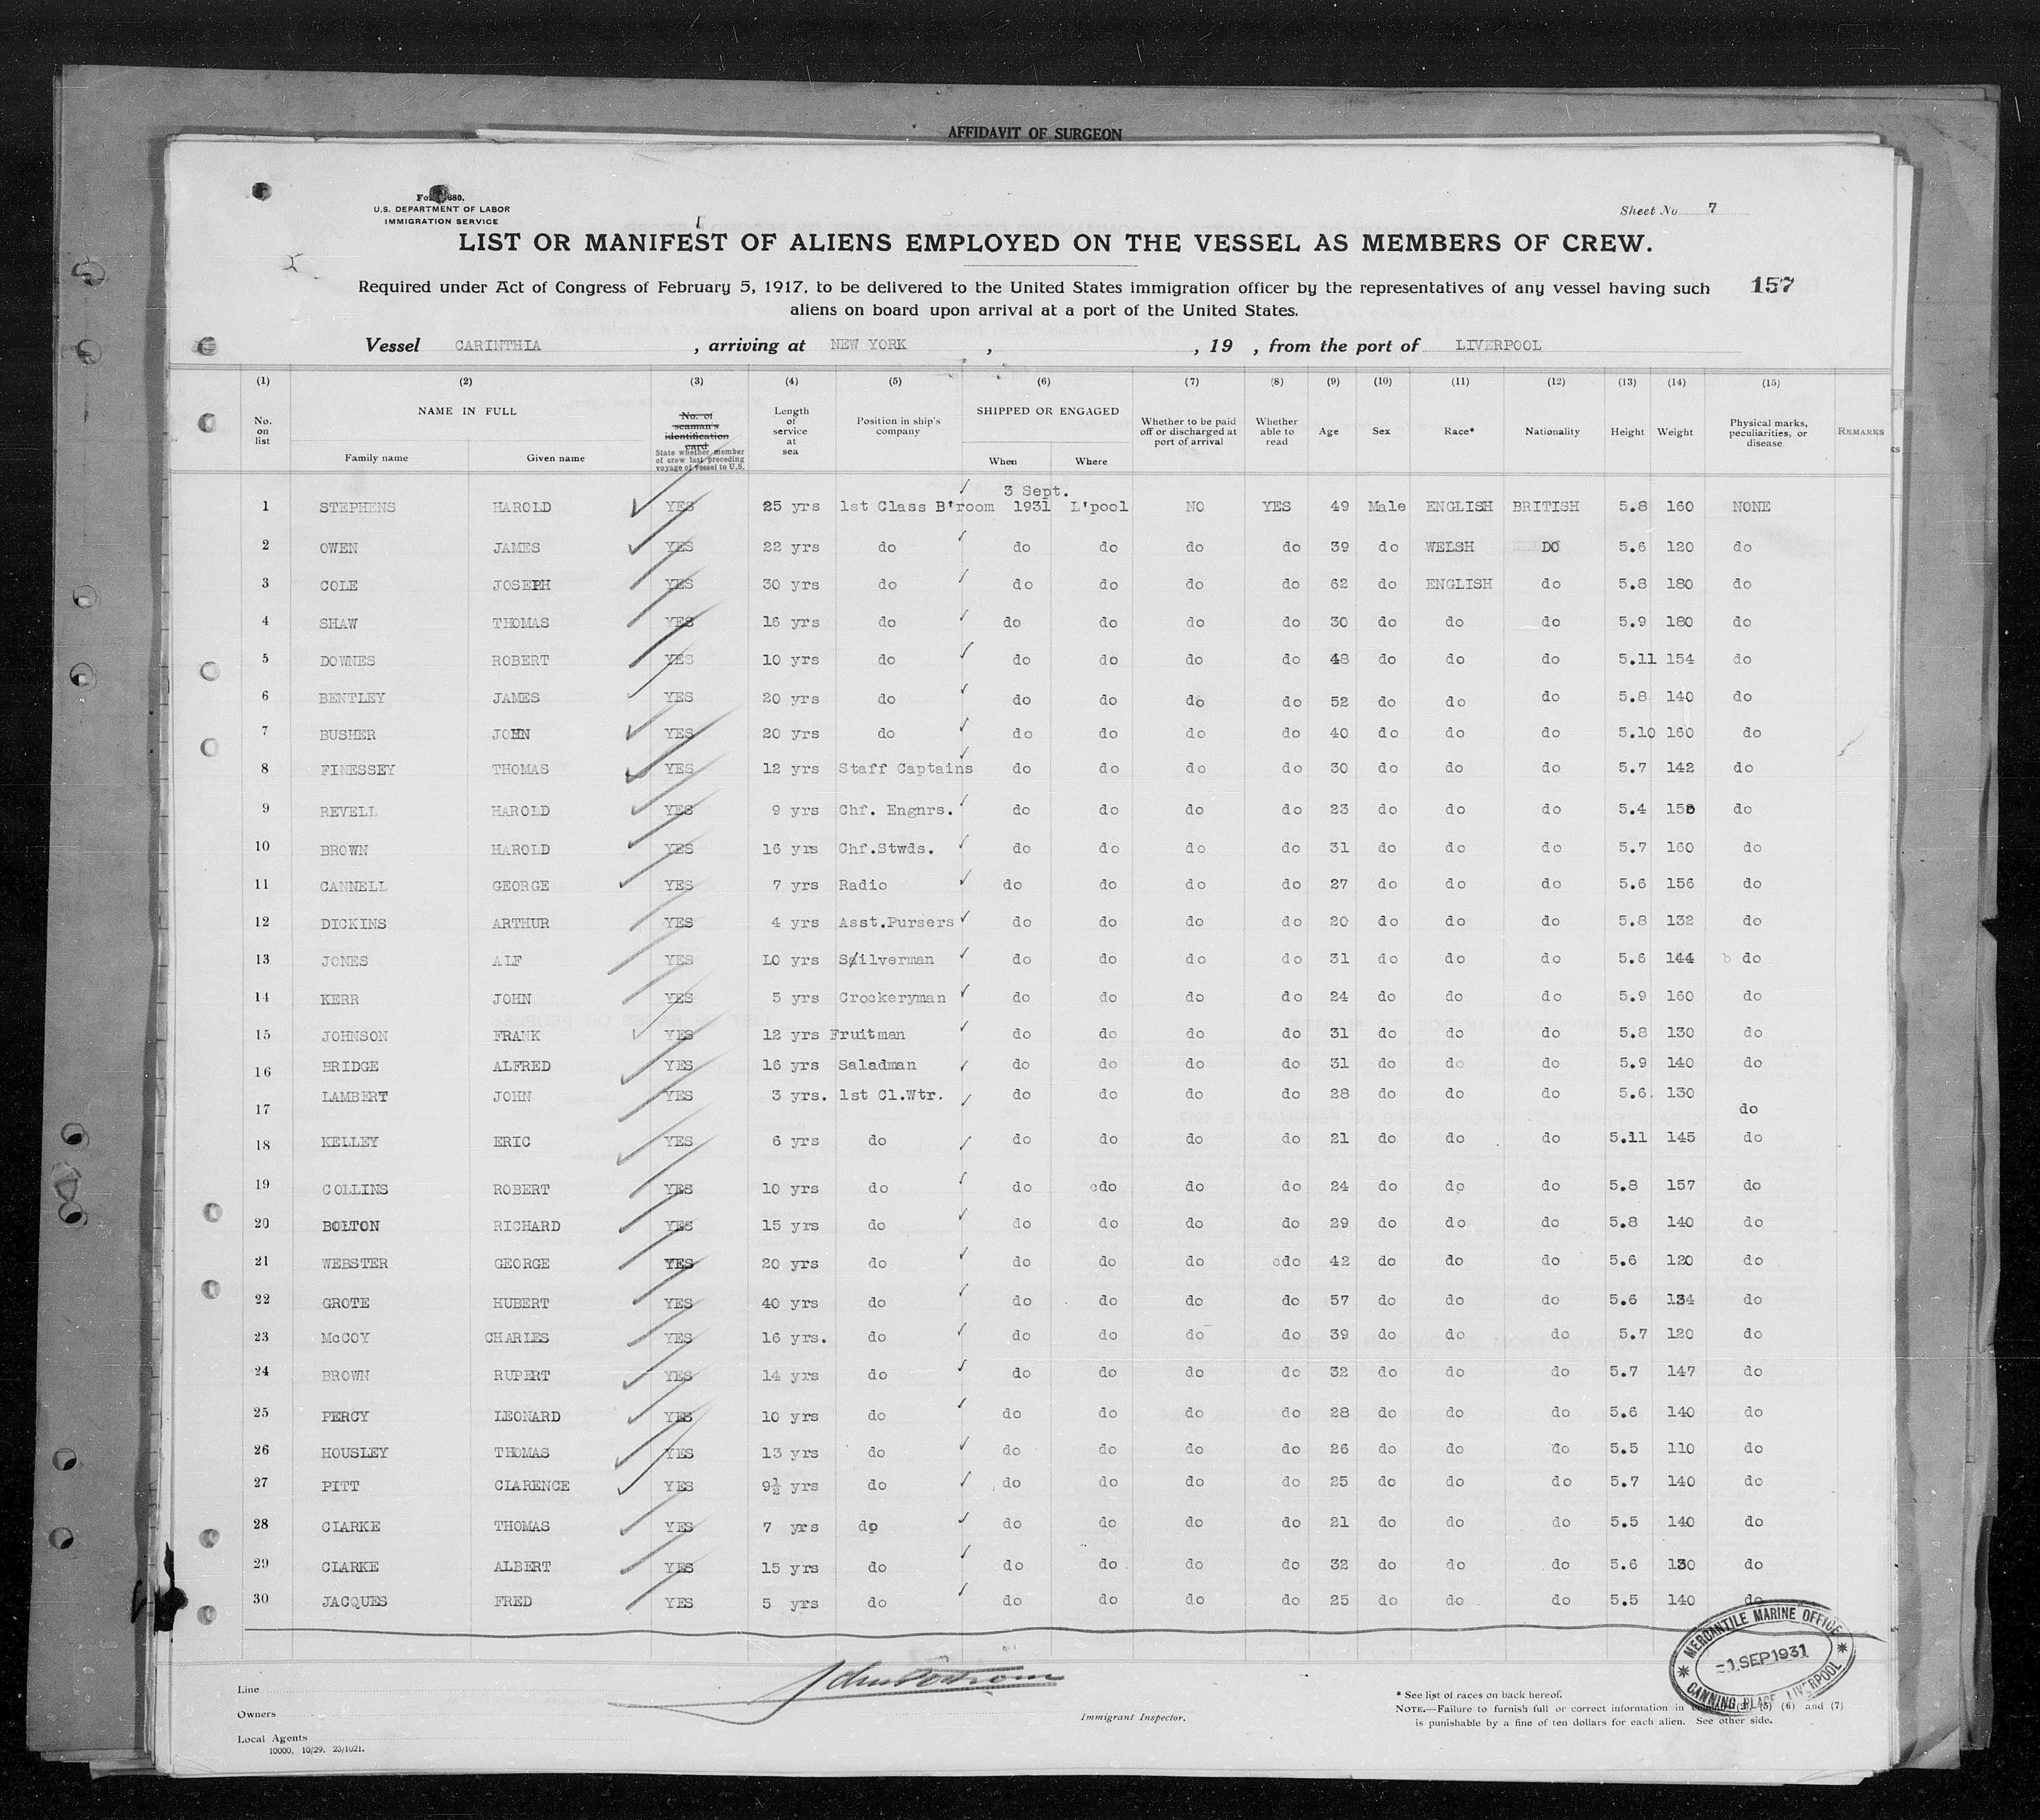 AFFIDAVIT OF SURGEON
U.S. DEPARTMENT OF LABOR
IMMIGRATION SERVICE
Sheet No 7
LIST OR MANIFEST OF ALIENS EMPLOYED ON THE VESSEL AS MEMBERS OF CREW.
Required under Act of Congress of February 5, 1917, to be delivered to the United States immigration officer by the representatives of any vessel having such
157
aliens on board upon arrival at a port of the United States.
Vessel CARINTHIA , arriving at NEW YORK , , 19 , from the port of LIVERPOOL
(1) (2) (3) (4) (5) (6) (7) (8) (9) (10) (11) (12) (13) (14) (15)
No. on list NAME IN FULL Family name Given name No. of seaman's identification card State whether member of crew last preceding voyage of vessel to U.S. Length of service at sea Position in ship's company SHIPPED OR ENGAGED When Where Whether to be paid off or discharged at port of arrival Whether able to read Age Sex Race* Nationality Height Weight Physical marks, peculiarities, or disease REMARKS
3 Sept.
1 STEPHENS HAROLD YES 25 yrs 1st Class B'room 1931 L'pool NO YES 49 Male ENGLISH BRITISH 5.8 160 NONE
2 OWEN JAMES YES 22 yrs do do do do do 39 do WELSH DO 5.6 120 do
3 COLE JOSEPH YES 30 yrs do do do do do 62 do ENGLISH do 5.8 180 do
4 SHAW THOMAS YES 16 yrs do do do do do 30 do do do 5.9 180 do
5 DOWNES ROBERT YES 10 yrs do do do do do 48 do do do 5.11 154 do
6 BENTLEY JAMES YES 20 yrs do do do do do 52 do do do 5.8 140 do
7 BUSHER JOHN YES 20 yrs do do do do do 40 do do do 5.10 160 do
8 FINESSEY THOMAS YES 12 yrs Staff Captains do do do do 30 do do do 5.7 142 do
9 REVELL HAROLD YES 9 yrs Chf. Engnrs. do do do do 23 do do do 5.4 do
10 BROWN HAROLD YES 16 yrs Chf.Stwds. do do do do 31 do do do 5.7 160 do
11 CANNELL GEORGE YES 7 yrs Radio do do do do 27 do do do 5.6 156 do
12 DICKINS ARTHUR YES 4 yrs Asst.Pursers do do do do 20 do do do 5.8 132 do
13 JONES ALF YES LO yrs S/ilverman do do do do 31 do do do 5.6 144 b do
14 KERR JOHN YES 5 yrs Crockeryman do do do do 24 do do do 5.9 160 do
15 JOHNSON FRANK YES 12 yrs Fruitman do do do do 31 do do do 5.8 130 do
16 BRIDGE ALFRED YES 16 yrs Saladman do do do do 31 do do do 5.9 140 do
17 LAMBERT JOHN YES 3 yrs. 1st Cl.Wtr. do do do do 28 do do do 5.6. 130 do
18 KELLEY ERIC YES 6 yrs do do do do do 21 do do do 5.11 145 do
19 COLLINS ROBERT YES 10 yrs do do cdo do do 24 do do do 5.8 157 do
20 BOLTON RICHARD YES 15 yrs do do do do do 29 do do do 5.8 140 do
21 WEBSTER GEORGE YES 20 yrs do do do do cdo 42 do do do 5.6 120 do
22 GROTE HUBERT YES 40 yrs do do do do do 57 do do do 5.6 134 do
23 McCOY CHARLES YES 16 yrs. do do do do do 39 do do do 5.7 120 do
24 BROWN RUPERT YES 14 yrs do do do do do 32 do do do 5.7 147 do
25 PERCY LEONARD YES 10 yrs do do do do do 28 do do do 5.6 140 do
26 HOUSLEY THOMAS YES 13 yrs do do do do do 26 do do do 5.5 110 do
27 PITT CLARENCE YES 9½ yrs do do do do do 25 do do do 5.7 140 do
28 CLARKE THOMAS YES 7 yrs do do do do do 21 do do do 5.5 140 do
29 CLARKE ALBERT YES 15 yrs do do do do do 32 do do do 5.6 130 do
30 JACQUES FRED YES 5 yrs do do do do do 25 do do do 5.5 140 do
MERCANTILE MARINE OFFICE
1 SEP 1931
CANNING PLACE LIVERPOOL
Line
Owners
Local Agents
10000, 10/29. 23/1021.
Immigrant Inspector.
* See list of races on back hereof.
NOTE.—Failure to furnish full or correct information in (2) (5) (6) and (7)
is punishable by a fine of ten dollars for each alien. See other side.